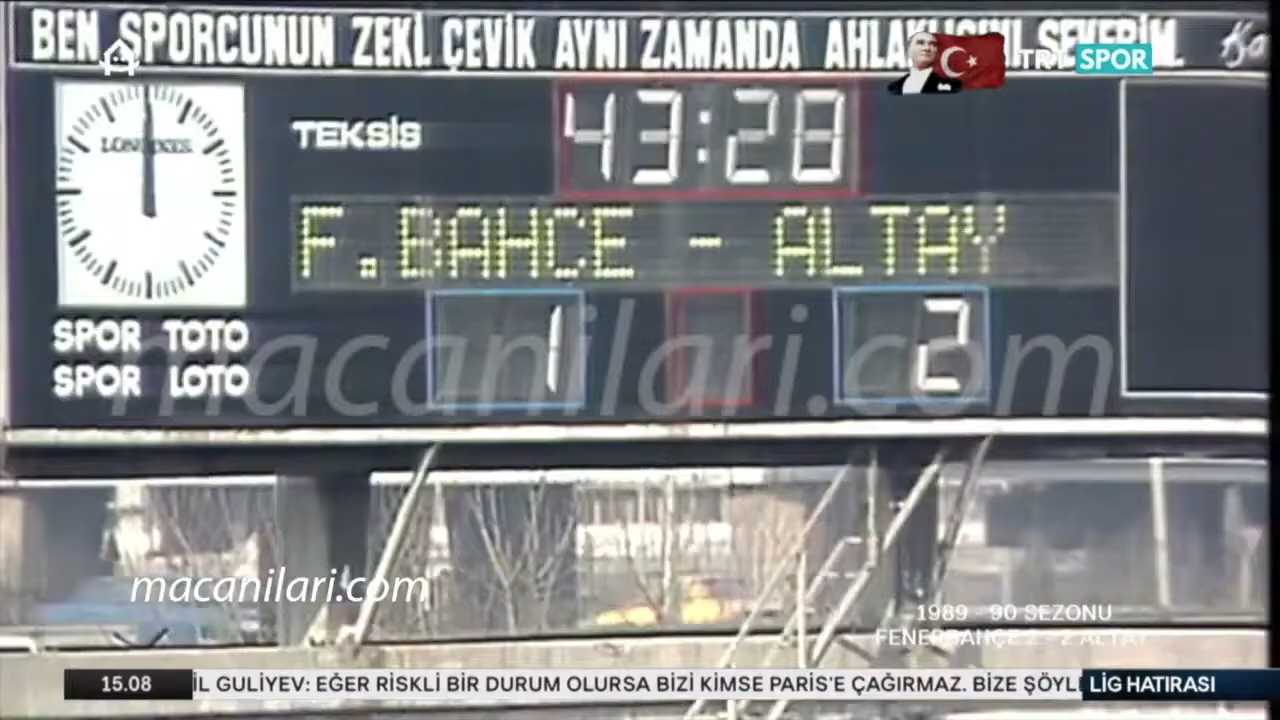 BEN SPORCUNUN ZEKİ, ÇEVİK AYNI ZAMANDA AHLAKLISINI SEVERİM.
TRT SPOR
LONGINES
TEKSİS
43:28
F.BAHCE - ALTAY
1 2
SPOR TOTO
SPOR LOTO
macanilari.com
macanilari.com
1989 - 90 SEZONU
FENERBAHÇE 2 - 2 ALTAY
15.08
İL GULİYEV: EĞER RİSKLİ BİR DURUM OLURSA BİZİ KİMSE PARİS'E ÇAĞIRMAZ. BİZE ŞÖYL
LİG HATIRASI